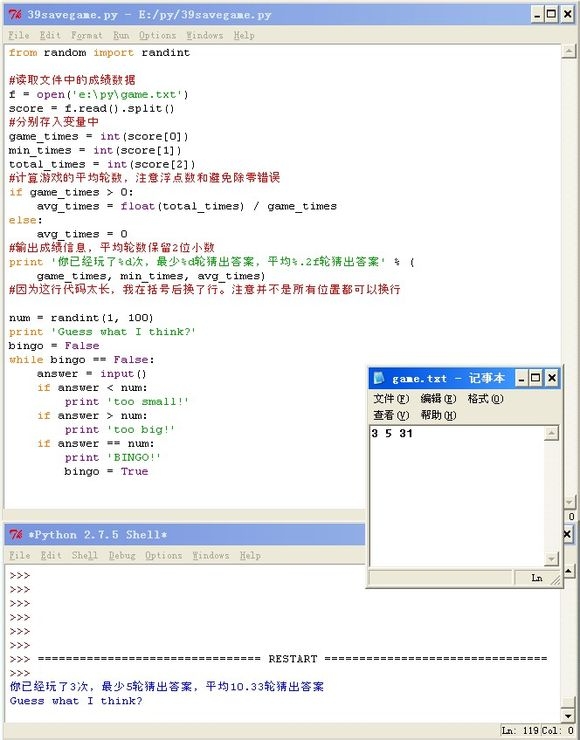 39savegame.py - E:/py/39savegame.py
File Edit Format Run Options Windows Help
from random import randint
#读取文件中的成绩数据
f = open('e:\py\game.txt')
score = f.read().split()
#分别存入变量中
game_times = int(score[0])
min_times = int(score[1])
total_times = int(score[2])
#计算游戏的平均轮数，注意浮点数和避免除零错误
if game_times > 0:
    avg_times = float(total_times) / game_times
else:
    avg_times = 0
#输出成绩信息，平均轮数保留2位小数
print '你已经玩了%d次，最少%d轮猜出答案，平均%.2f轮猜出答案' % (
    game_times, min_times, avg_times)
#因为这行代码太长，我在括号后换了行。注意并不是所有位置都可以换行
num = randint(1, 100)
print 'Guess what I think?'
bingo = False
while bingo == False:
    answer = input()
    if answer < num:
        print 'too small!'
    if answer > num:
        print 'too big!'
    if answer == num:
        print 'BINGO!'
        bingo = True
game.txt - 记事本
文件(F) 编辑(E) 格式(O)
查看(V) 帮助(H)
3 5 31
Ln
0
*Python 2.7.5 Shell*
File Edit Shell Debug Options Windows Help
>>>
>>>
>>>
>>>
>>>
>>>
>>> ================================ RESTART ================================
>>>
你已经玩了3次，最少5轮猜出答案，平均10.33轮猜出答案
Guess what I think?
Ln: 119 Col: 0